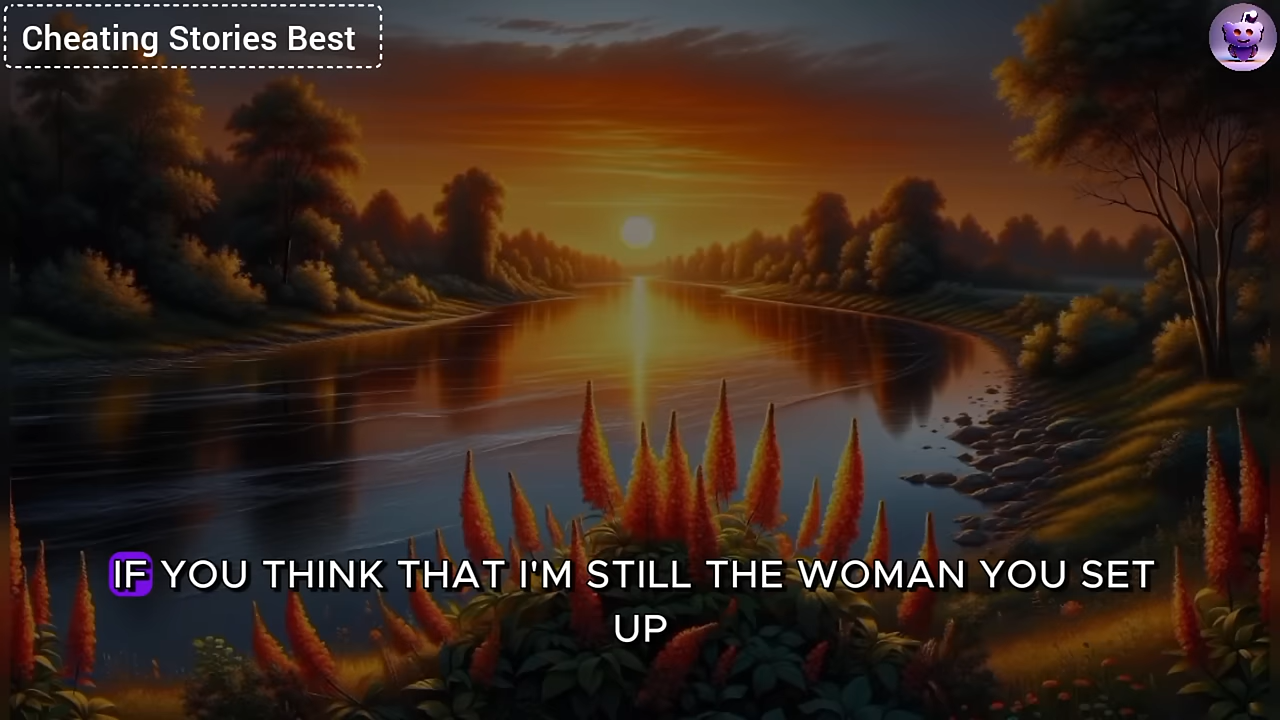 Cheating Stories Best
IF YOU THINK THAT I'M STILL THE WOMAN YOU SET
UP